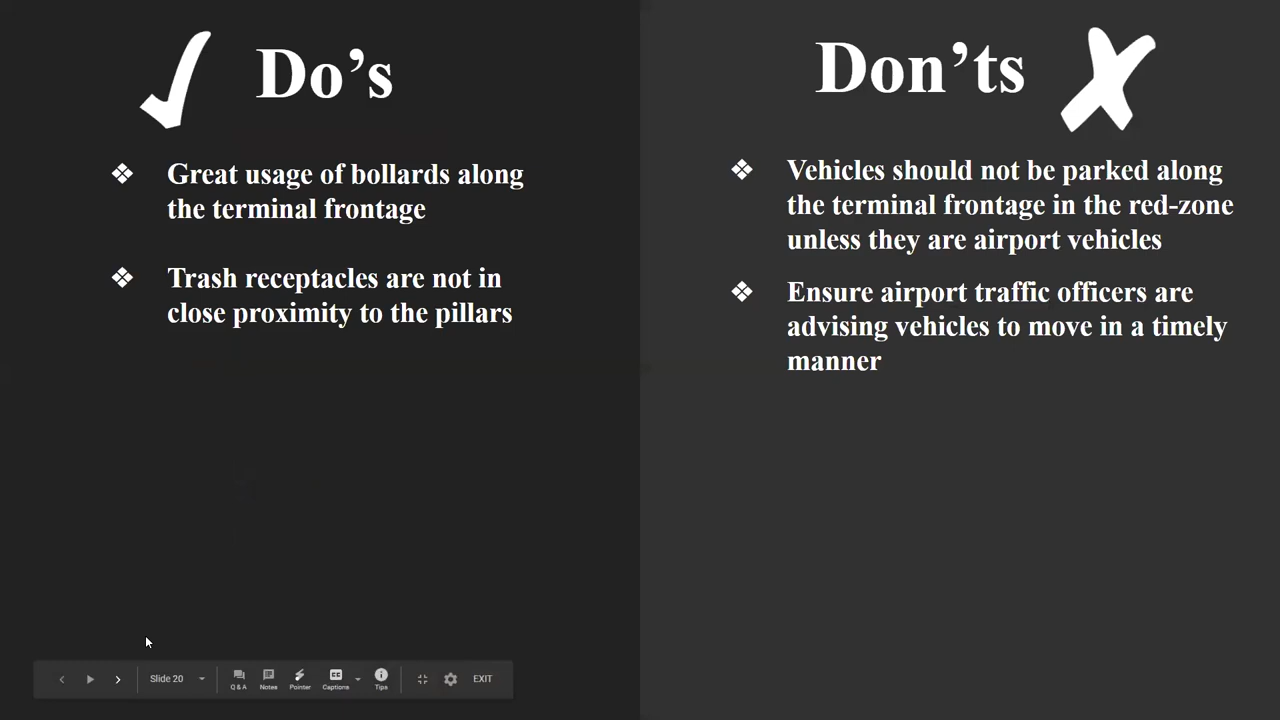 Do’s
❖ Great usage of bollards along
the terminal frontage
❖ Trash receptacles are not in
close proximity to the pillars
Don’ts
❖ Vehicles should not be parked along
the terminal frontage in the red-zone
unless they are airport vehicles
❖ Ensure airport traffic officers are
advising vehicles to move in a timely
manner
Slide 20
Q & A Notes Pointer Captions Tips EXIT